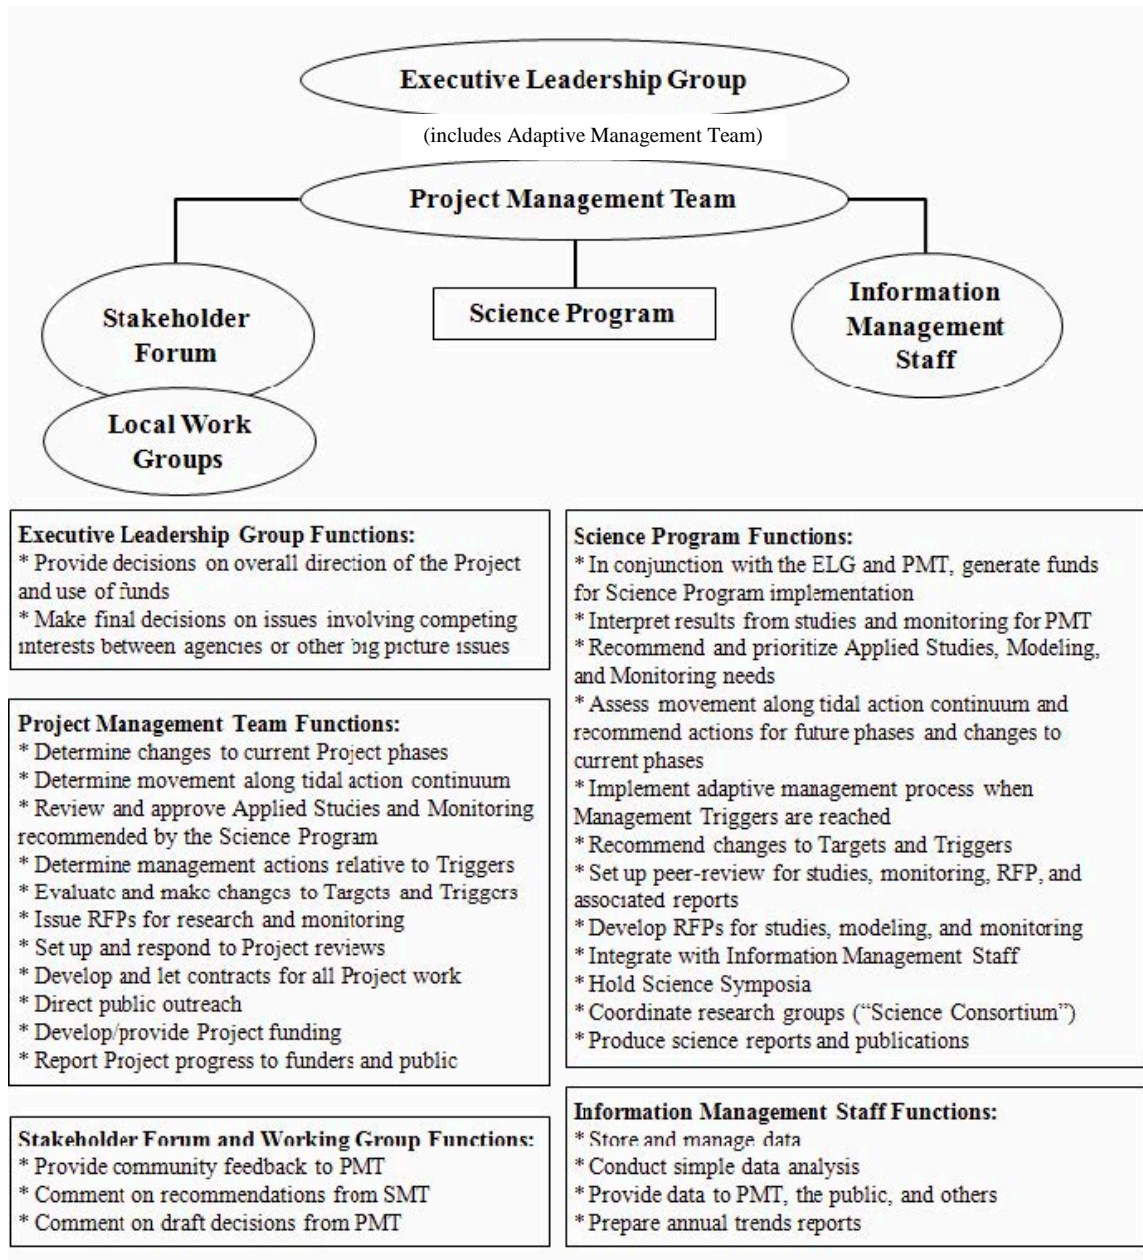 Executive Leadership Group
(includes Adaptive Management Team)
Project Management Team
Stakeholder
Forum
Science Program
Information
Management
Staff
Local Work
Groups
Executive Leadership Group Functions:
* Provide decisions on overall direction of the Project
and use of funds
* Make final decisions on issues involving competing
interests between agencies or other big picture issues
Project Management Team Functions:
* Determine changes to current Project phases
* Determine movement along tidal action continuum
* Review and approve Applied Studies and Monitoring
recommended by the Science Program
* Determine management actions relative to Triggers
* Evaluate and make changes to Targets and Triggers
* Issue RFPs for research and monitoring
* Set up and respond to Project reviews
* Develop and let contracts for all Project work
* Direct public outreach
* Develop/provide Project funding
* Report Project progress to funders and public
Stakeholder Forum and Working Group Functions:
* Provide community feedback to PMT
* Comment on recommendations from SMT
* Comment on draft decisions from PMT
Science Program Functions:
* In conjunction with the ELG and PMT, generate funds
for Science Program implementation
* Interpret results from studies and monitoring for PMT
* Recommend and prioritize Applied Studies, Modeling,
and Monitoring needs
* Assess movement along tidal action continuum and
recommend actions for future phases and changes to
current phases
* Implement adaptive management process when
Management Triggers are reached
* Recommend changes to Targets and Triggers
* Set up peer-review for studies, monitoring, RFP, and
associated reports
* Develop RFPs for studies, modeling, and monitoring
* Integrate with Information Management Staff
* Hold Science Symposia
* Coordinate research groups (“Science Consortium”)
* Produce science reports and publications
Information Management Staff Functions:
* Store and manage data
* Conduct simple data analysis
* Provide data to PMT, the public, and others
* Prepare annual trends reports